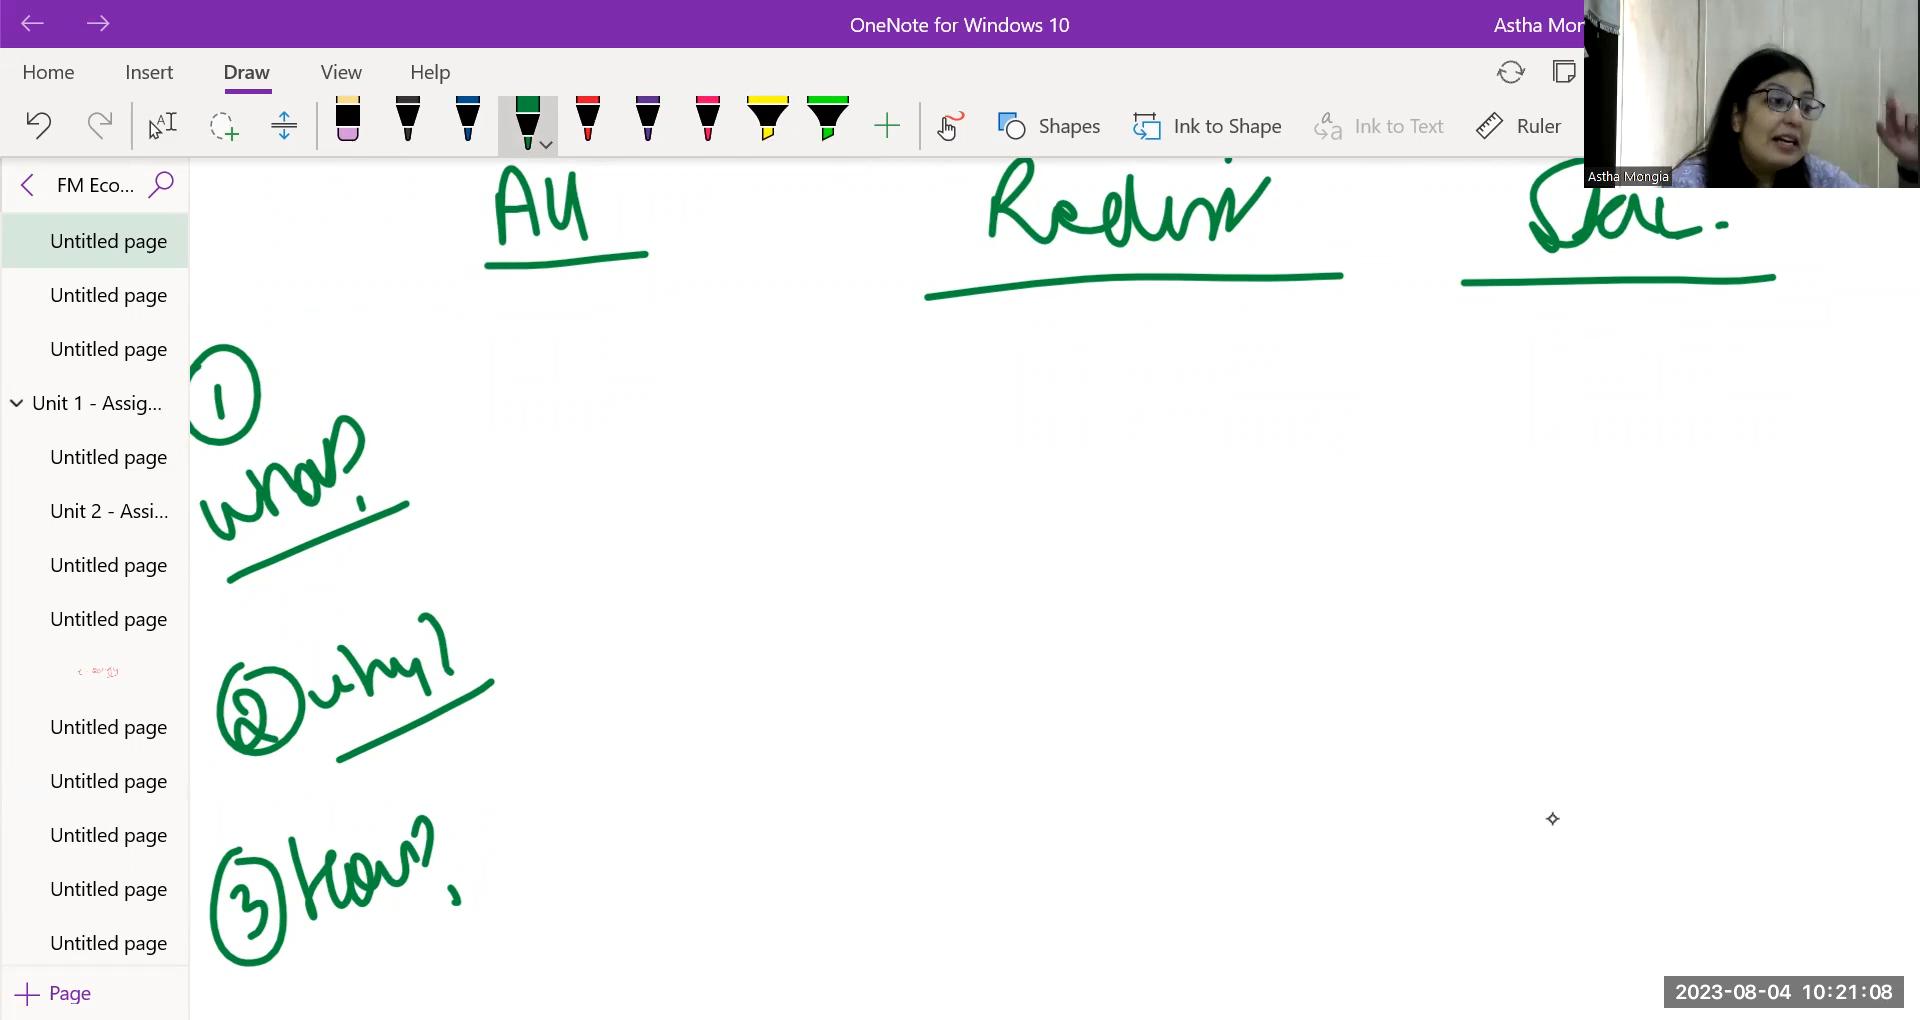 OneNote for Windows 10
Astha Mon
Home Insert Draw View Help
Shapes Ink to Shape Ink to Text Ruler
Astha Mongia
FM Eco...
Untitled page
Untitled page
Untitled page
Unit 1 - Assig...
Untitled page
Unit 2 - Assi...
Untitled page
Untitled page
Untitled page
Untitled page
Untitled page
Untitled page
Untitled page
Page
All
1
What?
2 Why?
3 How?
2023-08-04 10:21:08